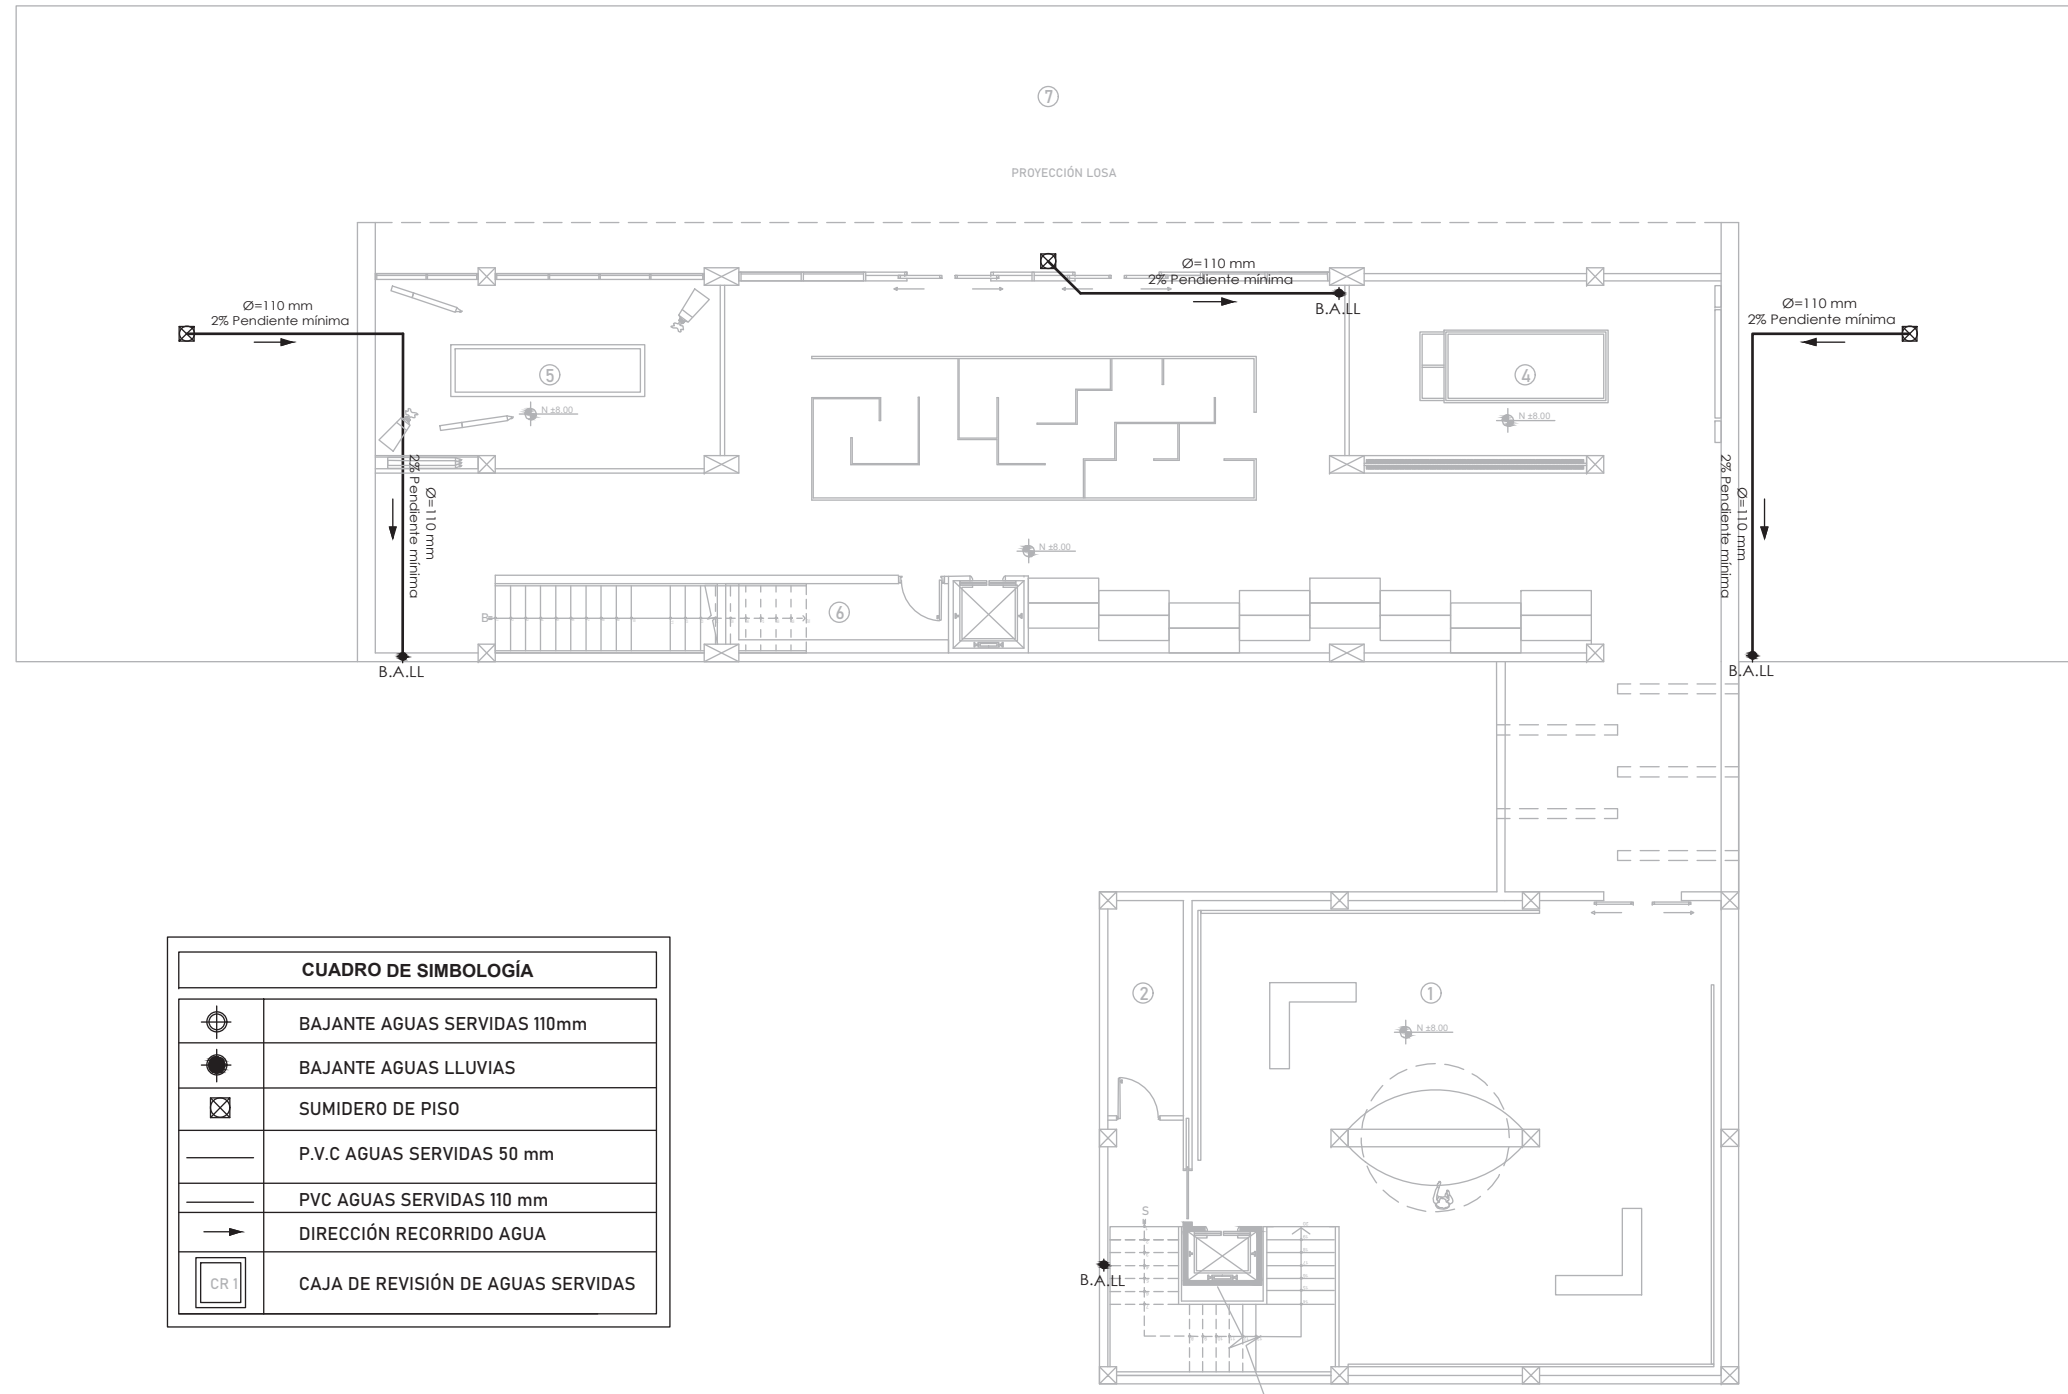 7
PROYECCIÓN LOSA
Ø=110 mm
2% Pendiente mínima
Ø=110 mm
2% Pendiente mínima
B.A.LL
Ø=110 mm
2% Pendiente mínima
5
N ±8.00
4
N ±8.00
Ø=110 mm
2% Pendiente mínima
Ø=110 mm
2% Pendiente mínima
N ±8.00
B
6
B.A.LL
B.A.LL
CUADRO DE SIMBOLOGÍA
BAJANTE AGUAS SERVIDAS 110mm
BAJANTE AGUAS LLUVIAS
SUMIDERO DE PISO
P.V.C AGUAS SERVIDAS 50 mm
PVC AGUAS SERVIDAS 110 mm
DIRECCIÓN RECORRIDO AGUA
CR 1
CAJA DE REVISIÓN DE AGUAS SERVIDAS
2
1
N ±8.00
S
B.A.LL